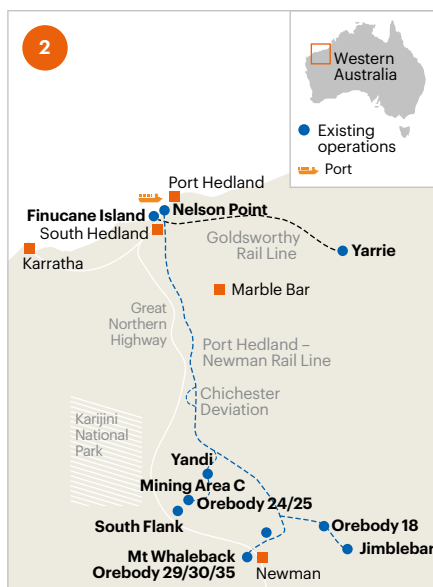 2
Western
Australia
Existing
operations
Port
Port Hedland
Finucane Island
Nelson Point
South Hedland
Karratha
Goldsworthy
Rail Line
Yarrie
Marble Bar
Great
Northern
Highway
Port Hedland –
Newman Rail Line
Chichester
Deviation
Karijini
National
Park
Yandi
Mining Area C
Orebody 24/25
South Flank
Orebody 18
Jimblebar
Mt Whaleback
Orebody 29/30/35
Newman